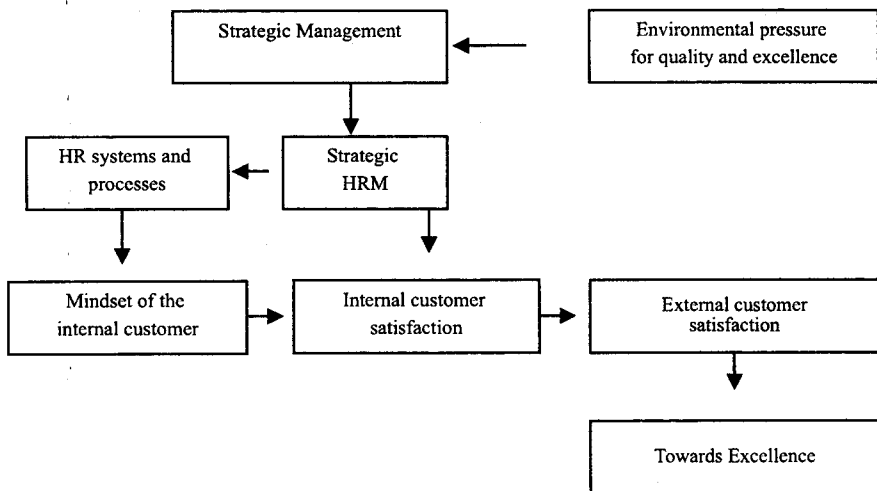 Strategic Management
Environmental pressure
for quality and excellence
HR systems and
processes
Strategic
HRM
Mindset of the
internal customer
Internal customer
satisfaction
External customer
satisfaction
Towards Excellence